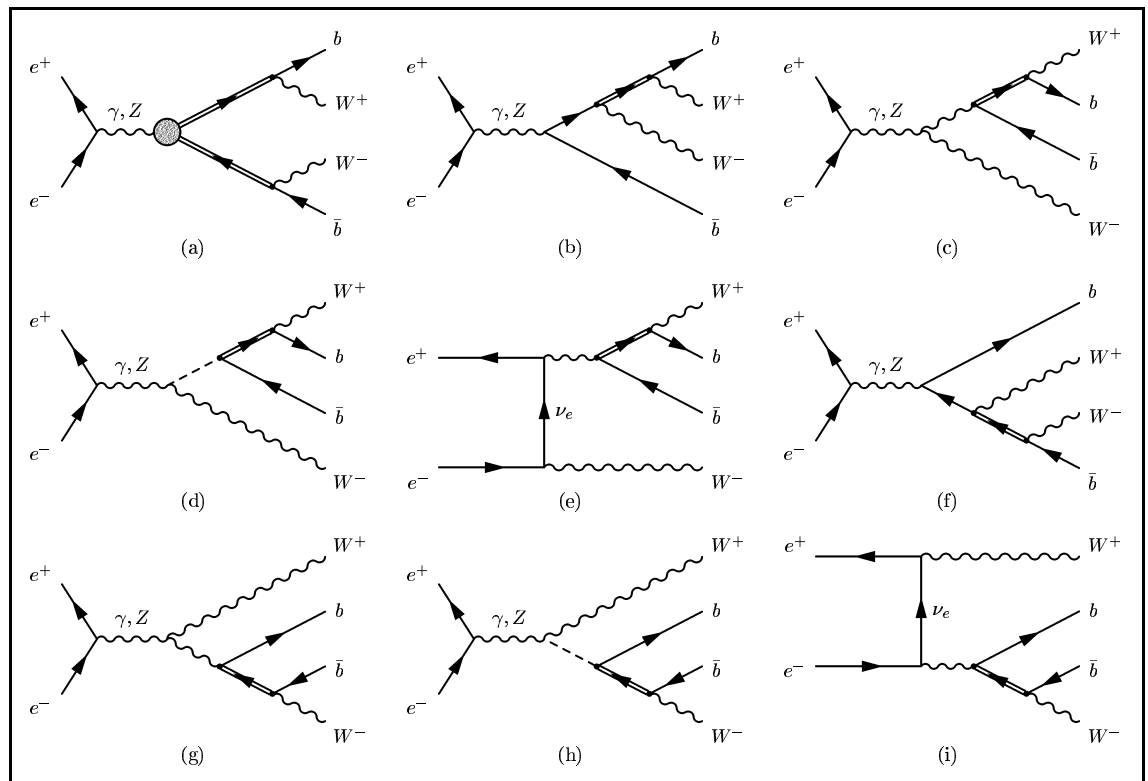 e⁺ e⁻ γ, Z b W⁺ W⁻ b̄
(a)
e⁺ e⁻ γ, Z b W⁺ W⁻ b̄
(b)
e⁺ e⁻ γ, Z W⁺ b b̄ W⁻
(c)
e⁺ e⁻ γ, Z W⁺ b b̄ W⁻
(d)
e⁺ e⁻ νₑ W⁺ b b̄ W⁻
(e)
e⁺ e⁻ γ, Z b W⁺ W⁻ b̄
(f)
e⁺ e⁻ γ, Z W⁺ b b̄ W⁻
(g)
e⁺ e⁻ γ, Z W⁺ b b̄ W⁻
(h)
e⁺ e⁻ νₑ W⁺ b b̄ W⁻
(i)